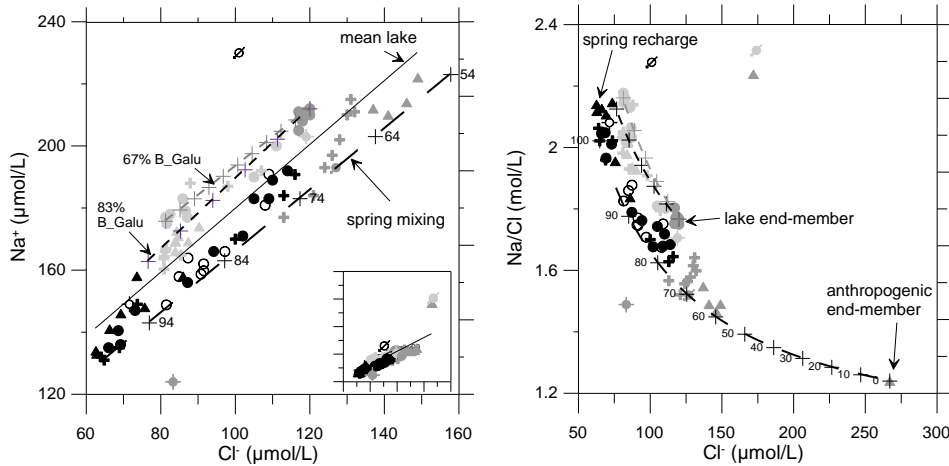 240
200
160
120
Na⁺ (μmol/L)
60 80 100 120 140 160
Cl⁻ (μmol/L)
mean lake
54
64
67% B_Galu
74
83%
B_Galu
spring mixing
84
94
2.4
2
1.6
1.2
Na/Cl (μmol/L)
50 100 150 200 250 300
Cl⁻ (μmol/L)
spring recharge
100
90
lake end-member
80
70
anthropogenic
end-member
60
50
40
30
20
10
0